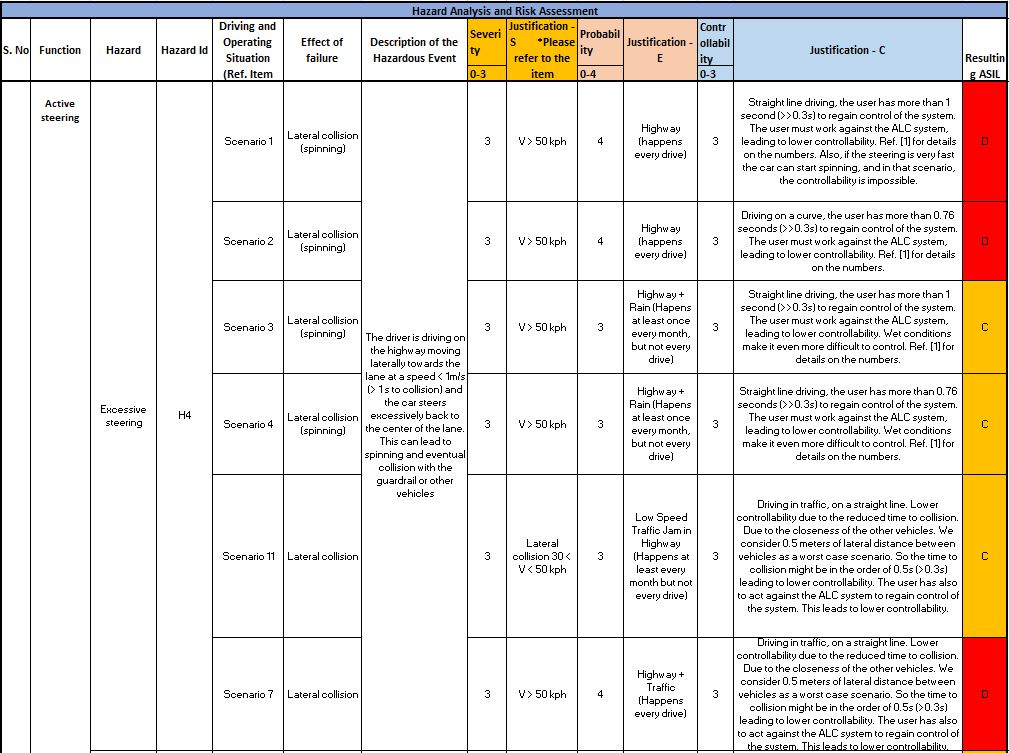 Hazard Analysis and Risk Assessment
S. No
Function
Hazard
Hazard Id
Driving and
Operating
Situation
(Ref. Item
Effect of
failure
Description of the
Hazardous Event
Severi
ty
0-3
Justification -
S *Please
refer to the
item
Probabil
ity
0-4
Justification -
E
Contr
ollabil
ity
0-3
Justification - C
Resultin
g ASIL
Active
steering
Excessive
steering
H4
The driver is driving on
the highway moving
laterally towards the
lane at a speed < 1m/s
(> 1s to collision) and
the car steers
excessively back to
the center of the lane.
This can lead to
spinning and eventual
collision with the
guardrail or other
vehicles
Scenario 1
Lateral collision
(spinning)
3
V > 50 kph
4
Highway
(happens
every drive)
3
Straight line driving, the user has more than 1
second (>>0.3s) to regain control of the system.
The user must work against the ALC system,
leading to lower controllability. Ref. [1] for details
on the numbers. Also, if the steering is very fast
the car can start spinning, and in that scenario,
the controllability is impossible.
D
Scenario 2
Lateral collision
(spinning)
3
V > 50 kph
4
Highway
(happens
every drive)
3
Driving on a curve, the user has more than 0.76
seconds (>>0.3s) to regain control of the system.
The user must work against the ALC system,
leading to lower controllability. Ref. [1] for details
on the numbers.
D
Scenario 3
Lateral collision
(spinning)
3
V > 50 kph
3
Highway +
Rain (Hapens
at least once
every month,
but not every
drive)
3
Straight line driving, the user has more than 1
second (>>0.3s) to regain control of the system.
The user must work against the ALC system,
leading to lower controllability. Wet conditions
make it even more difficult to control. Ref. [1] for
details on the numbers.
C
Scenario 4
Lateral collision
(spinning)
3
V > 50 kph
3
Highway +
Rain (Hapens
at least once
every month,
but not every
drive)
3
Straight line driving, the user has more than 0.76
seconds (>>0.3s) to regain control of the system.
The user must work against the ALC system,
leading to lower controllability. Wet conditions
make it even more difficult to control. Ref. [1] for
details on the numbers.
C
Scenario 11
Lateral collision
3
Lateral
collision 30 <
V < 50 kph
3
Low Speed
Traffic Jam in
Highway
(Happens at
least every
month but not
every drive)
3
Driving in traffic, on a straight line. Lower
controllability due to the reduced time to collision.
Due to the closeness of the other vehicles. We
consider 0.5 meters of lateral distance between
vehicles as a worst case scenario. So the time to
collision might be in the order of 0.5s (>0.3s)
leading to lower controllability. The user has also
to act against the ALC system to regain control of
the system. This leads to lower controllability.
C
Scenario 7
Lateral collision
3
V > 50 kph
4
Highway +
Traffic
(Happens
every drive)
3
Driving in traffic, on a straight line. Lower
controllability due to the reduced time to collision.
Due to the closeness of the other vehicles. We
consider 0.5 meters of lateral distance between
vehicles as a worst case scenario. So the time to
collision might be in the order of 0.5s (>0.3s)
leading to lower controllability. The user has also
to act against the ALC system to regain control of
the system. This leads to lower controllability.
D